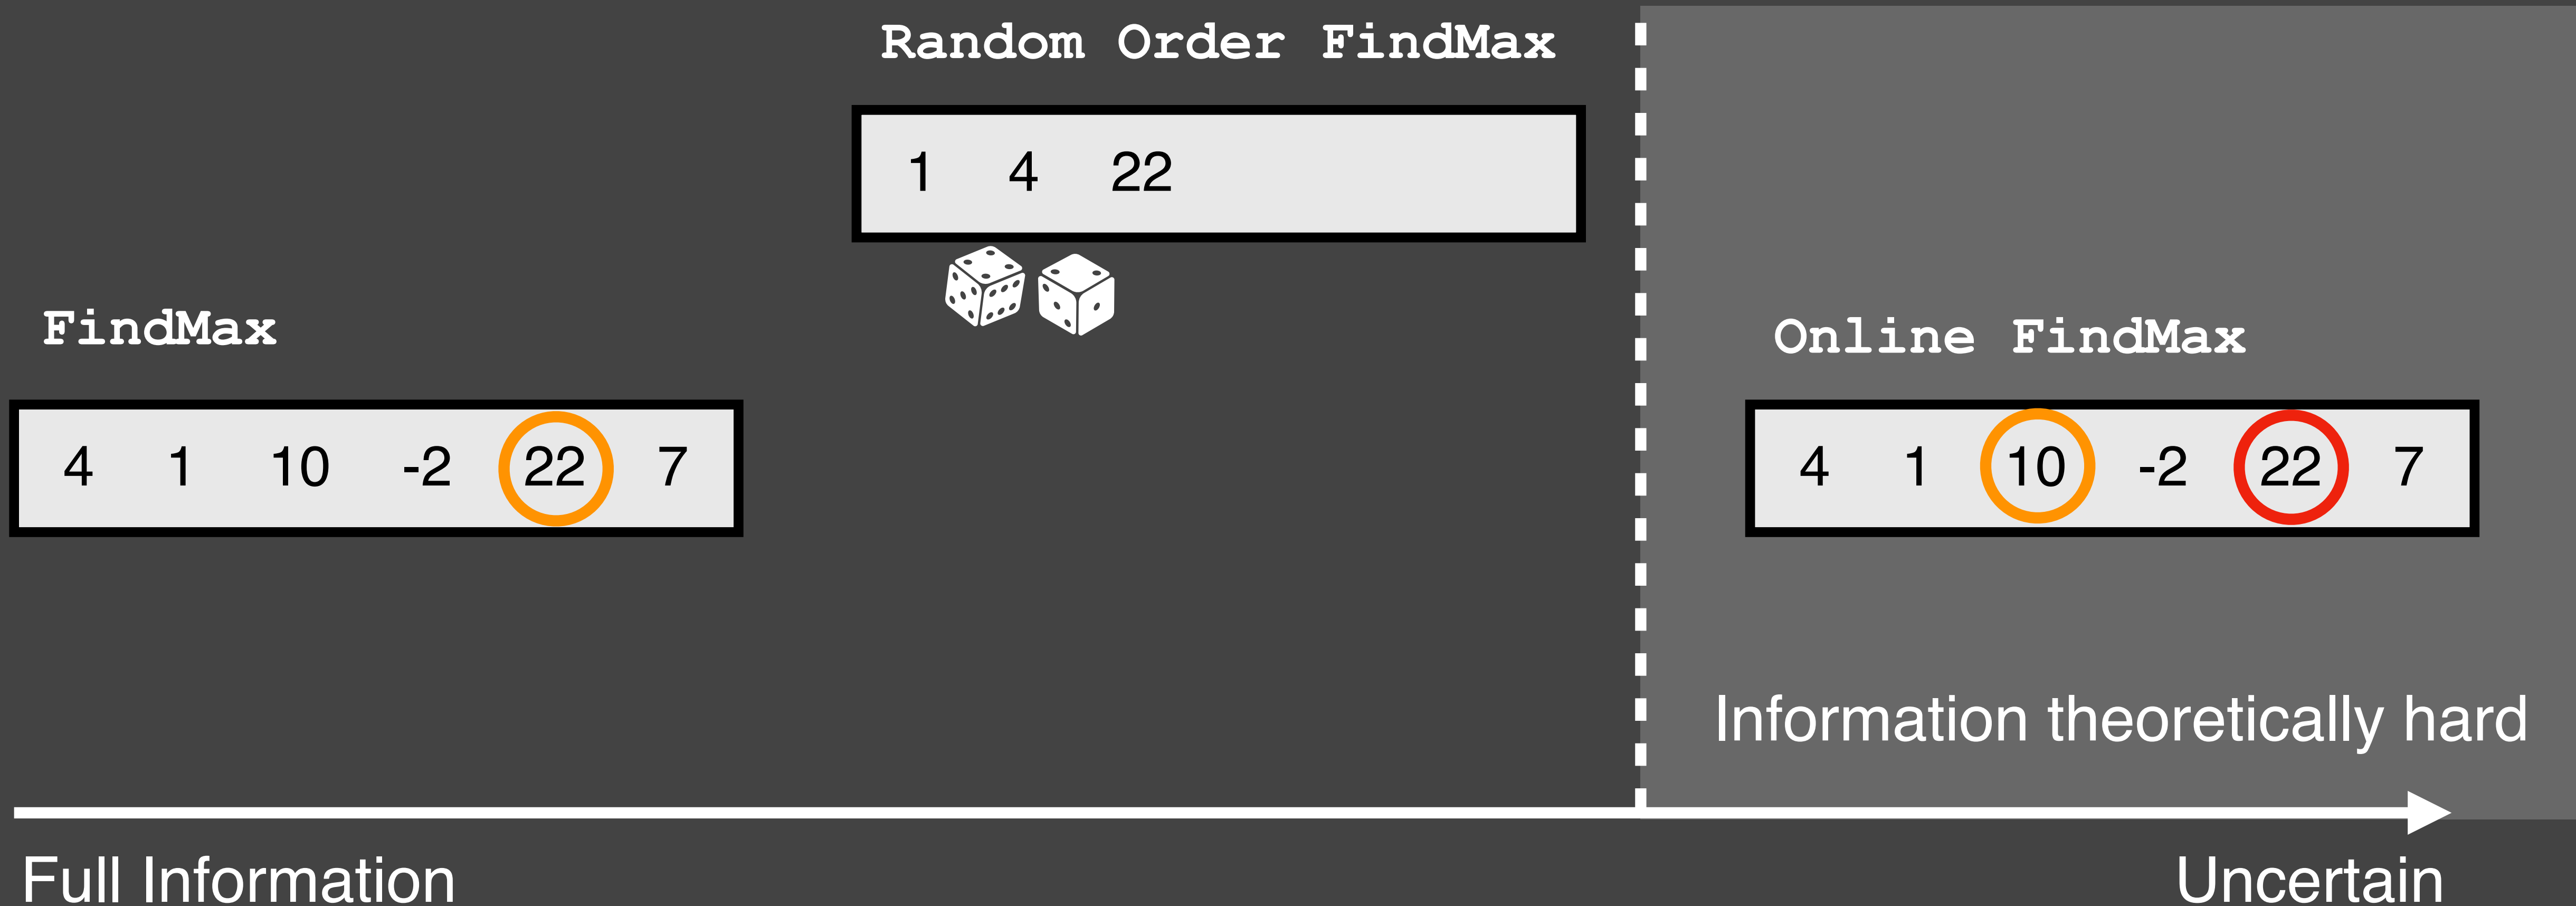 Random Order FindMax
1 4 22
FindMax
4 1 10 -2 22 7
Online FindMax
4 1 10 -2 22 7
Information theoretically hard
Full Information
Uncertain